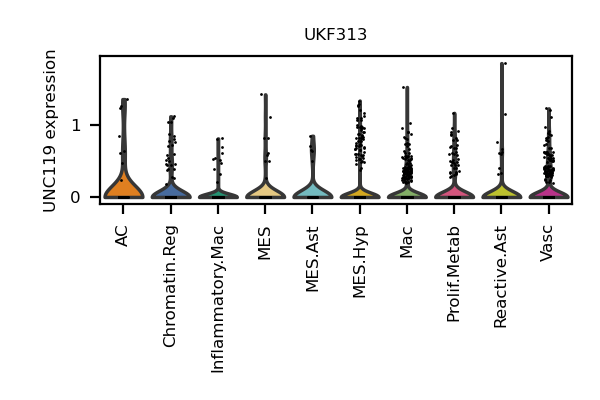 UKF313
UNC119 expression
1
0
AC
Chromatin.Reg
Inflammatory.Mac
MES
MES.Ast
MES.Hyp
Mac
Prolif.Metab
Reactive.Ast
Vasc